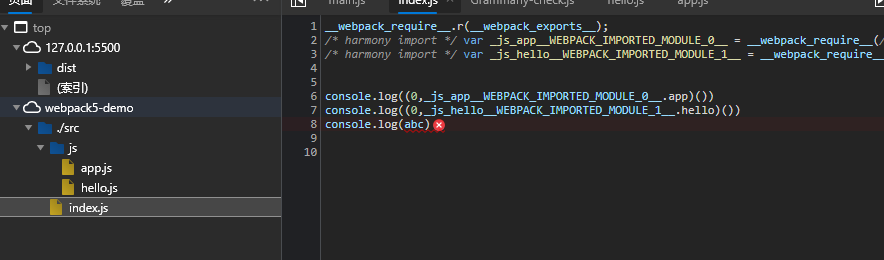 页面 文件系统 覆盖
top
127.0.0.1:5500
dist
(索引)
webpack5-demo
./src
js
app.js
hello.js
index.js
main.js index.js Grammarly-check.js hello.js app.js
1 __webpack_require__.r(__webpack_exports__);
2 /* harmony import */ var _js_app__WEBPACK_IMPORTED_MODULE_0__ = __webpack_require__(/
3 /* harmony import */ var _js_hello__WEBPACK_IMPORTED_MODULE_1__ = __webpack_require__
4
5
6 console.log((0,_js_app__WEBPACK_IMPORTED_MODULE_0__.app)())
7 console.log((0,_js_hello__WEBPACK_IMPORTED_MODULE_1__.hello)())
8 console.log(abc)
9
10